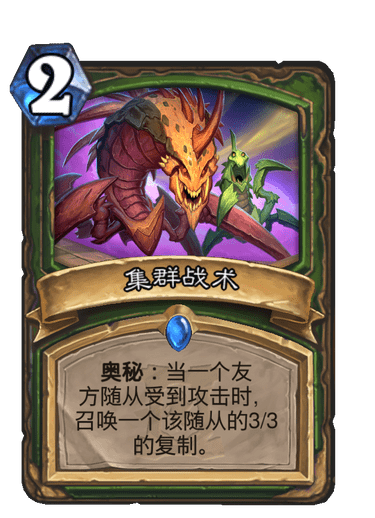 2
集群战术
奥秘：当一个友
方随从受到攻击时，
召唤一个该随从的3/3
的复制。